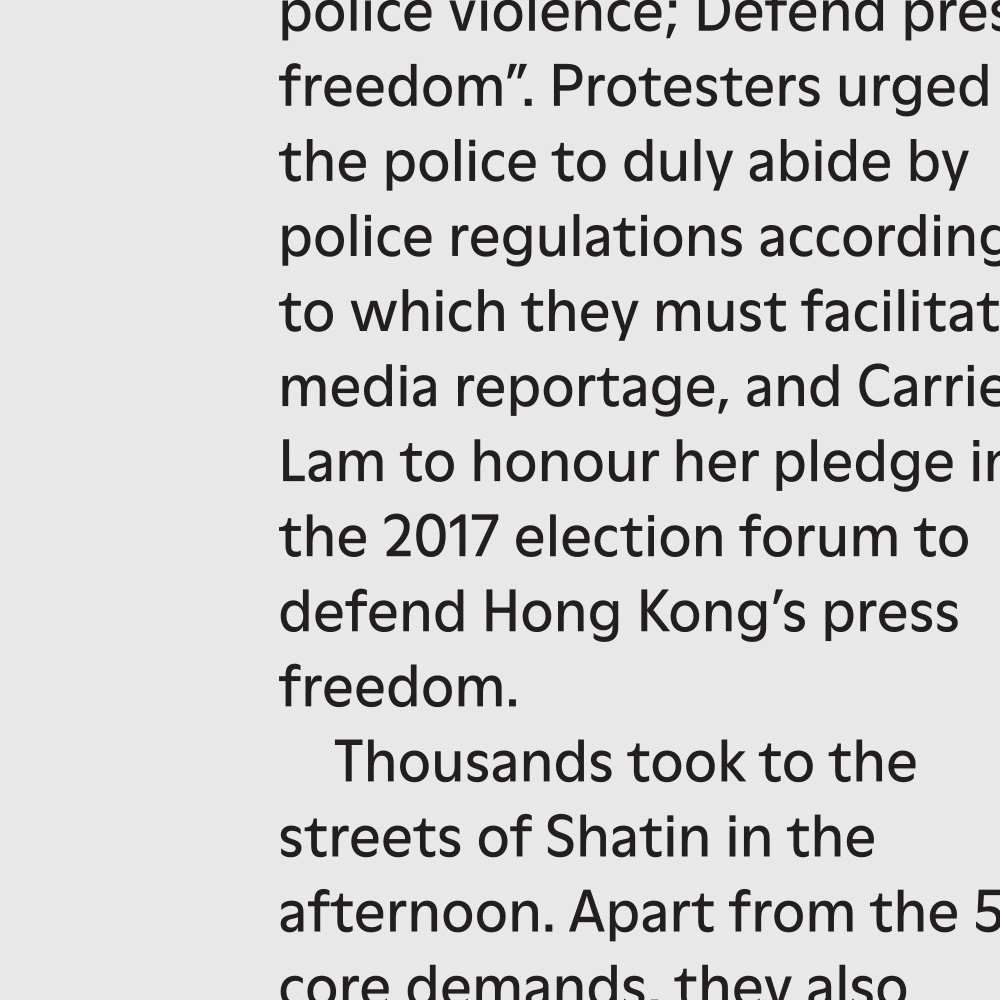 police violence; Defend pres
freedom”. Protesters urged
the police to duly abide by
police regulations according
to which they must facilitat
media reportage, and Carrie
Lam to honour her pledge in
the 2017 election forum to
defend Hong Kong’s press
freedom.
Thousands took to the
streets of Shatin in the
afternoon. Apart from the 5
core demands, they also